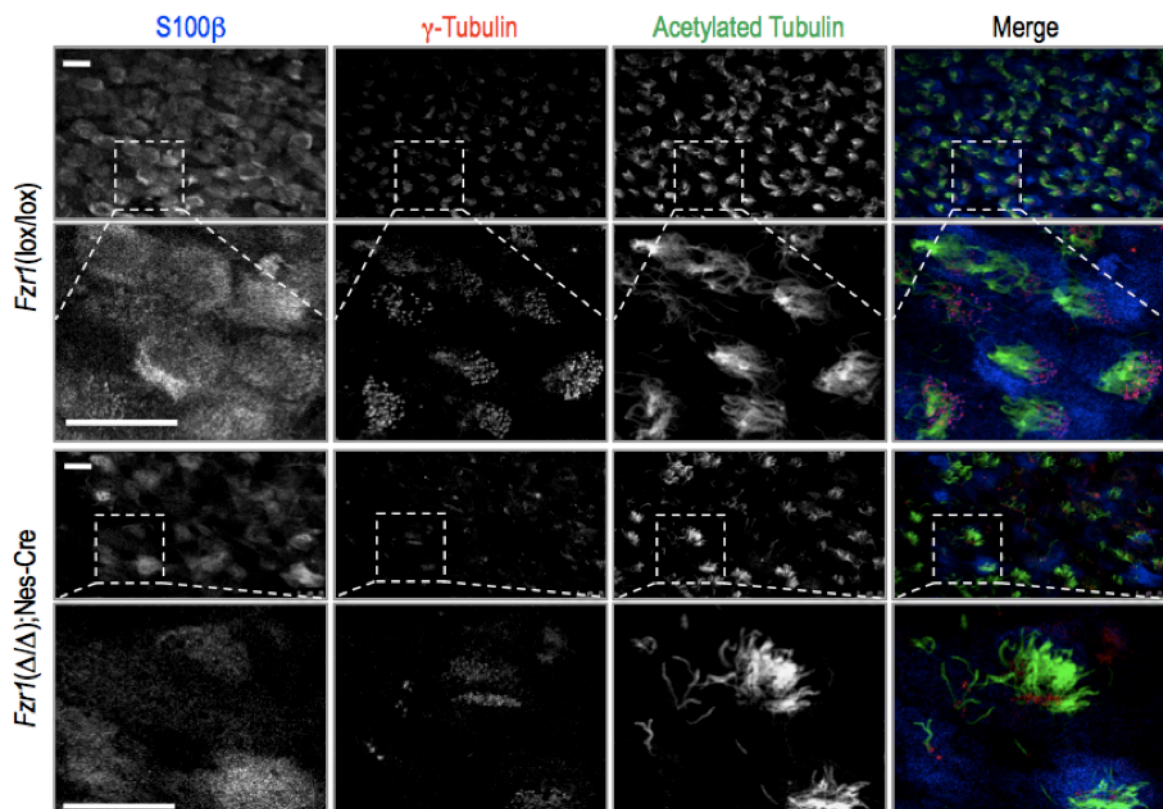 S100β
γ-Tubulin
Acetylated Tubulin
Merge
Fzr1(lox/lox)
Fzr1(Δ/Δ);Nes-Cre